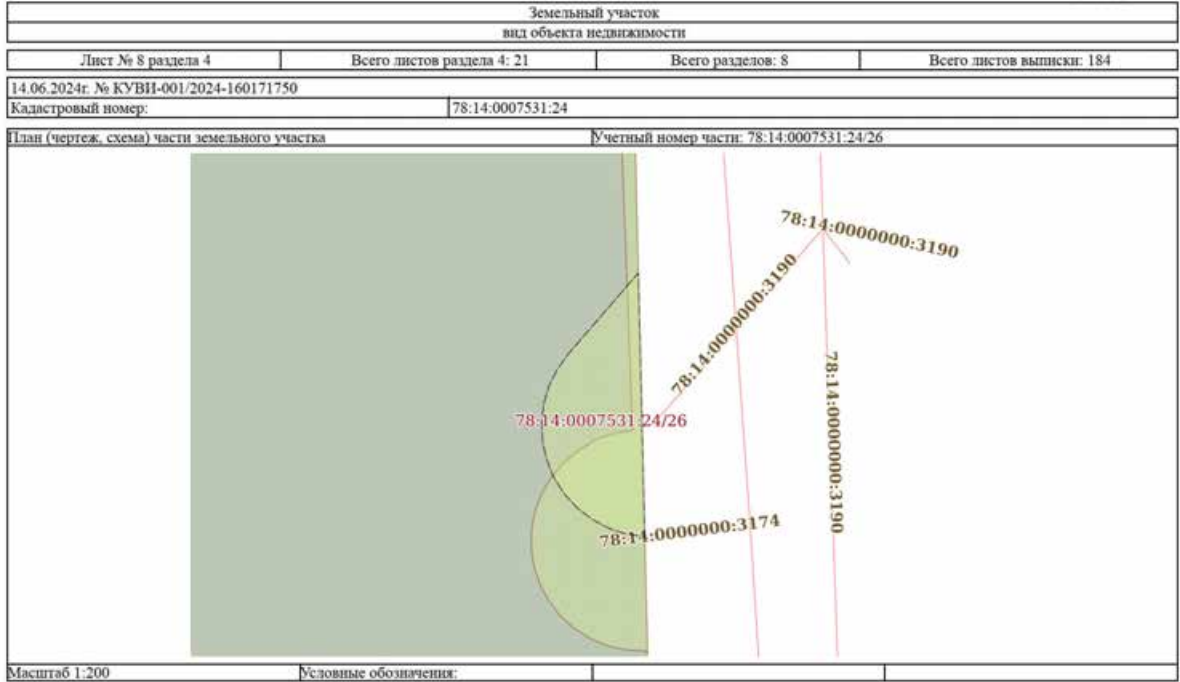 Земельный участок
вид объекта недвижимости
Лист № 8 раздела 4 Всего листов раздела 4: 21 Всего разделов: 8 Всего листов выписки: 184
14.06.2024г. № КУВИ-001/2024-160171750
Кадастровый номер: 78:14:0007531:24
План (чертеж, схема) части земельного участка Учетный номер части: 78:14:0007531:24/26
78:14:0000000:3190
78:14:0000000:3190
78:14:0000000:3190
78:14:0007531:24/26
78:14:0000000:3174
Масштаб 1:200 Условные обозначения: